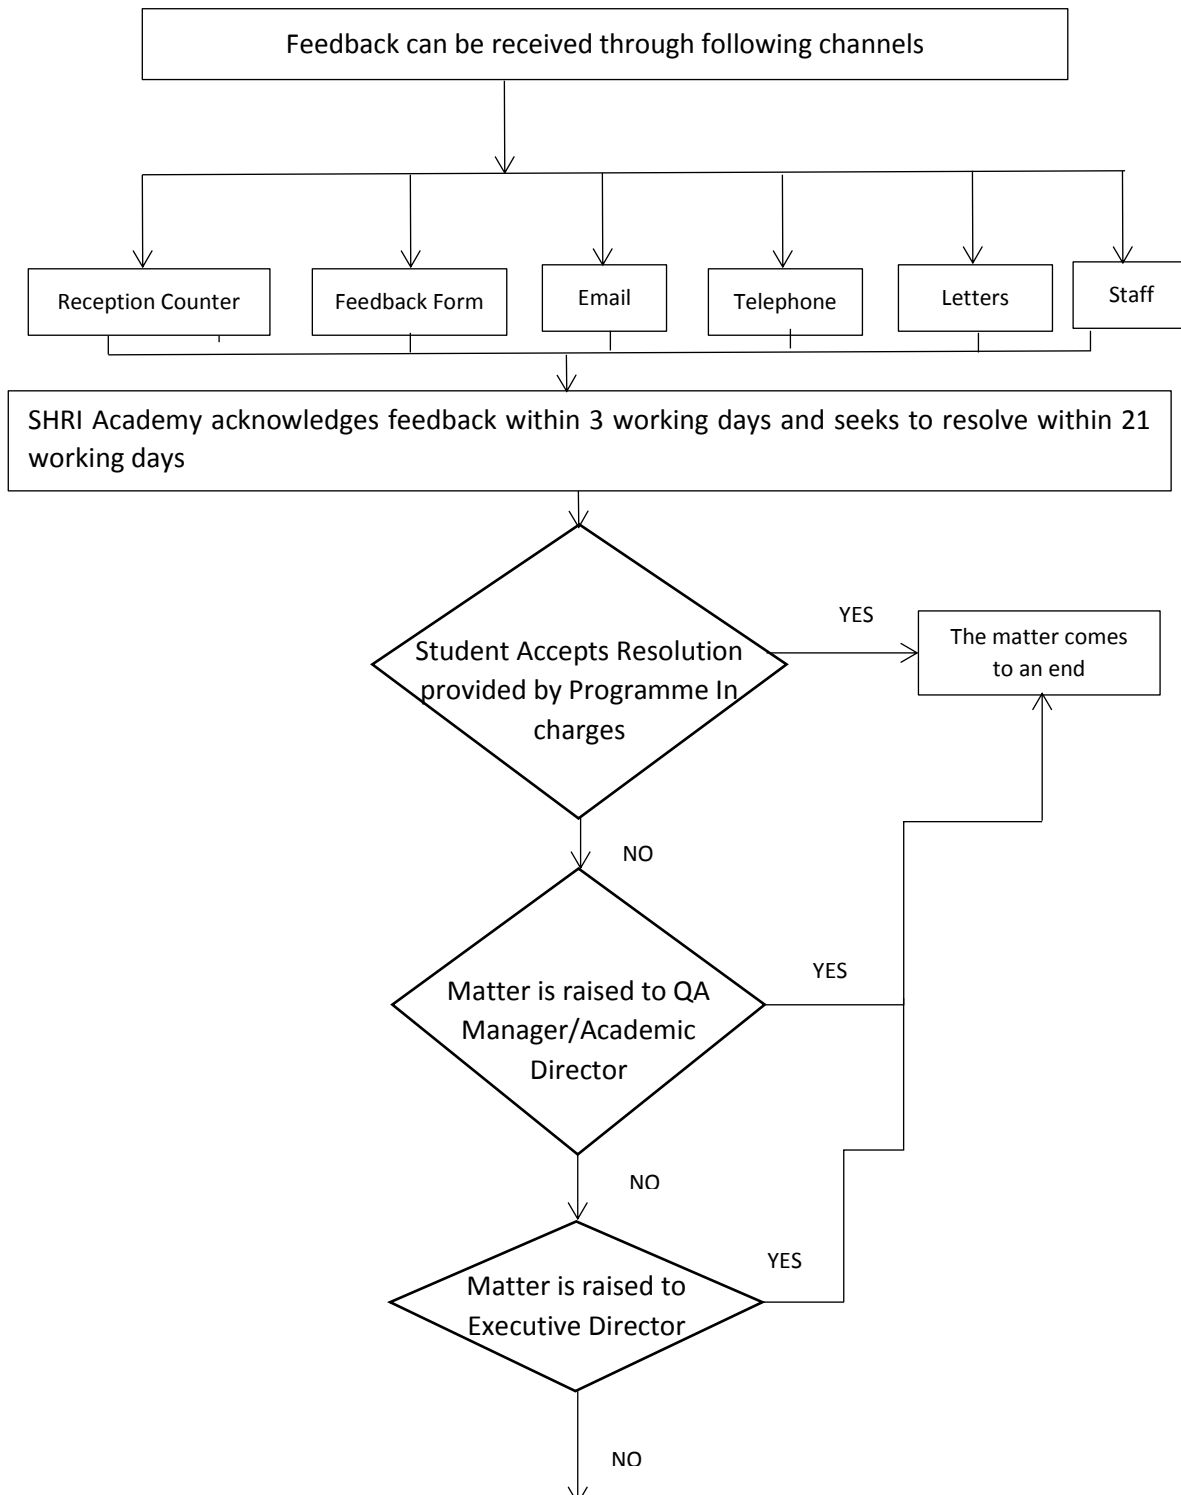 Feedback can be received through following channels
Reception Counter
Feedback Form
Email
Telephone
Letters
Staff
SHRI Academy acknowledges feedback within 3 working days and seeks to resolve within 21
working days
YES
The matter comes
to an end
Student Accepts Resolution
provided by Programme In
charges
NO
YES
Matter is raised to QA
Manager/Academic
Director
NO
YES
Matter is raised to
Executive Director
NO